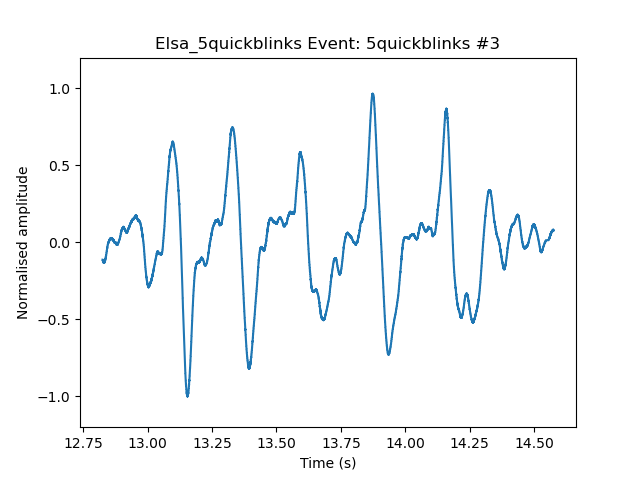 Elsa_5quickblinks Event: 5quickblinks #3
Normalised amplitude
1.0
0.5
0.0
−0.5
−1.0
12.75 13.00 13.25 13.50 13.75 14.00 14.25 14.50
Time (s)